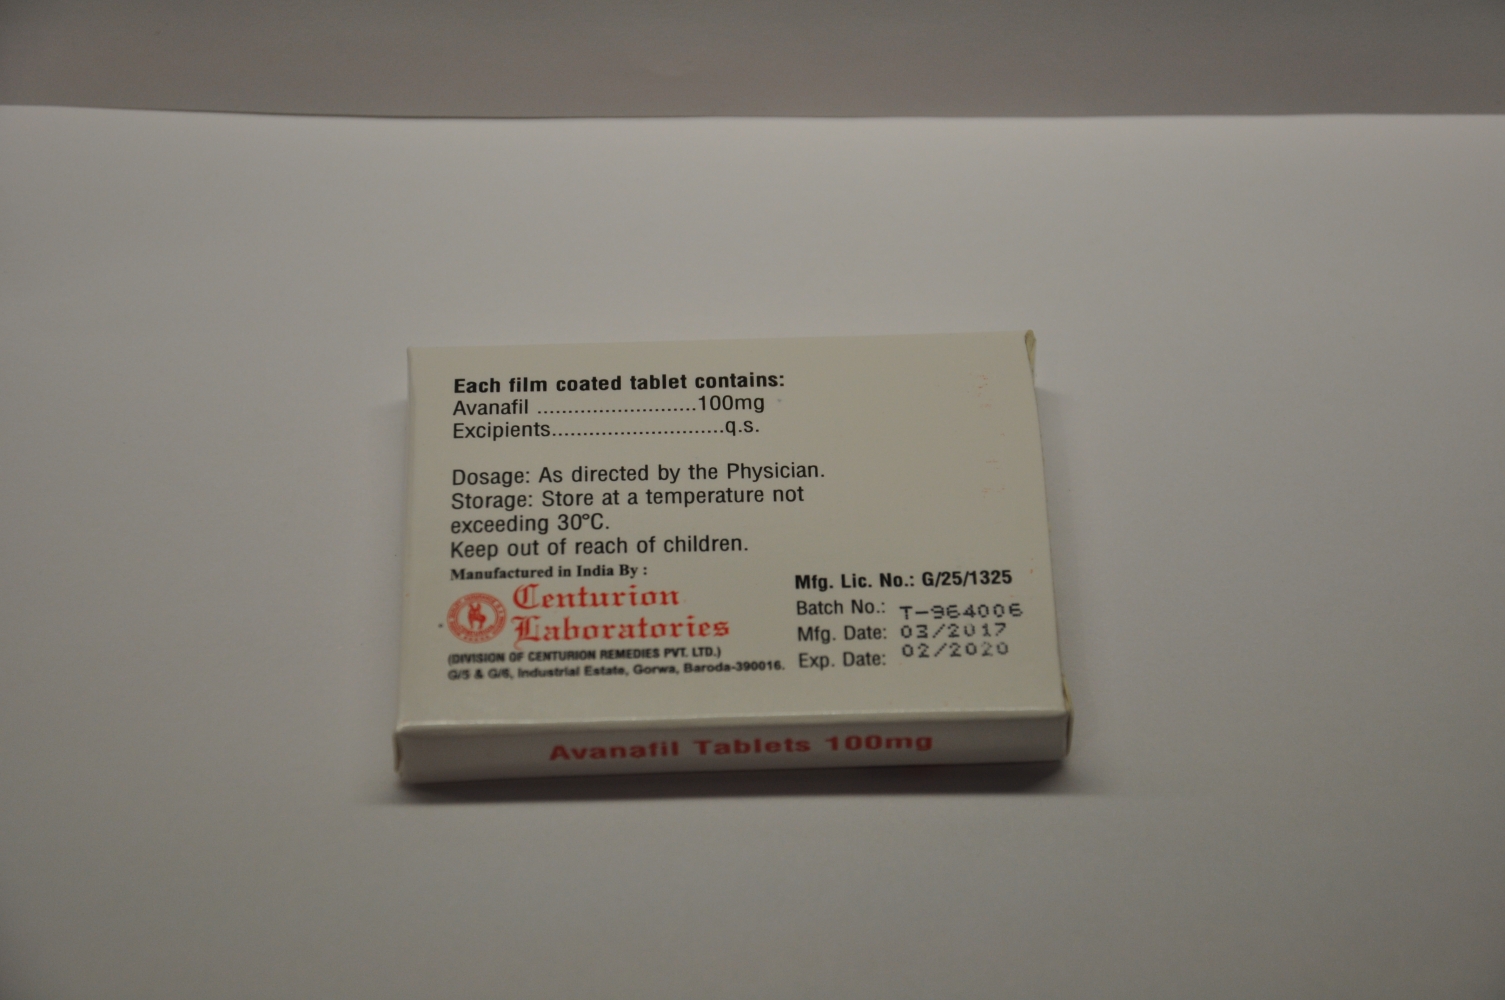 Each film coated tablet contains:
Avanafil ..........................100mg
Excipients............................q.s.
Dosage: As directed by the Physician.
Storage: Store at a temperature not
exceeding 30°C.
Keep out of reach of children.
Manufactured in India By :
Centurion
Laboratories
(DIVISION OF CENTURION REMEDIES PVT. LTD.)
G/5 & G/6, Industrial Estate, Gorwa, Baroda-390016.
Mfg. Lic. No.: G/25/1325
Batch No.: T-964006
Mfg. Date: 03/2017
Exp. Date: 02/2020
Avanafil Tablets 100mg